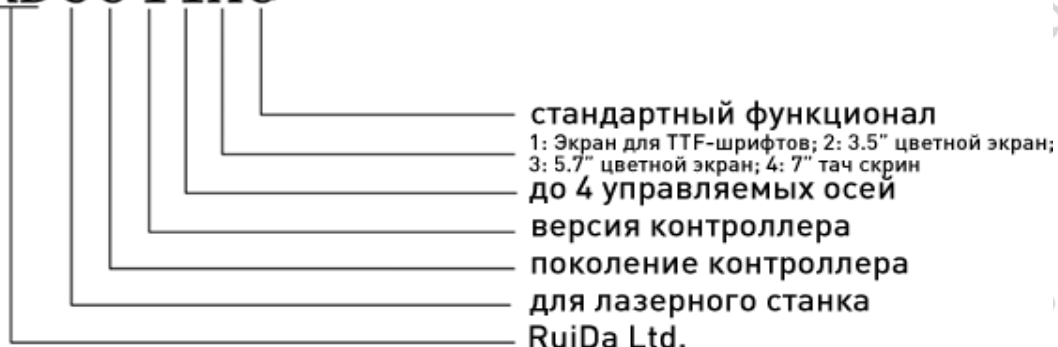 стандартный функционал
1: Экран для TTF-шрифтов; 2: 3.5” цветной экран;
3: 5.7” цветной экран; 4: 7” тач скрин
до 4 управляемых осей
версия контроллера
поколение контроллера
для лазерного станка
RuiDa Ltd.